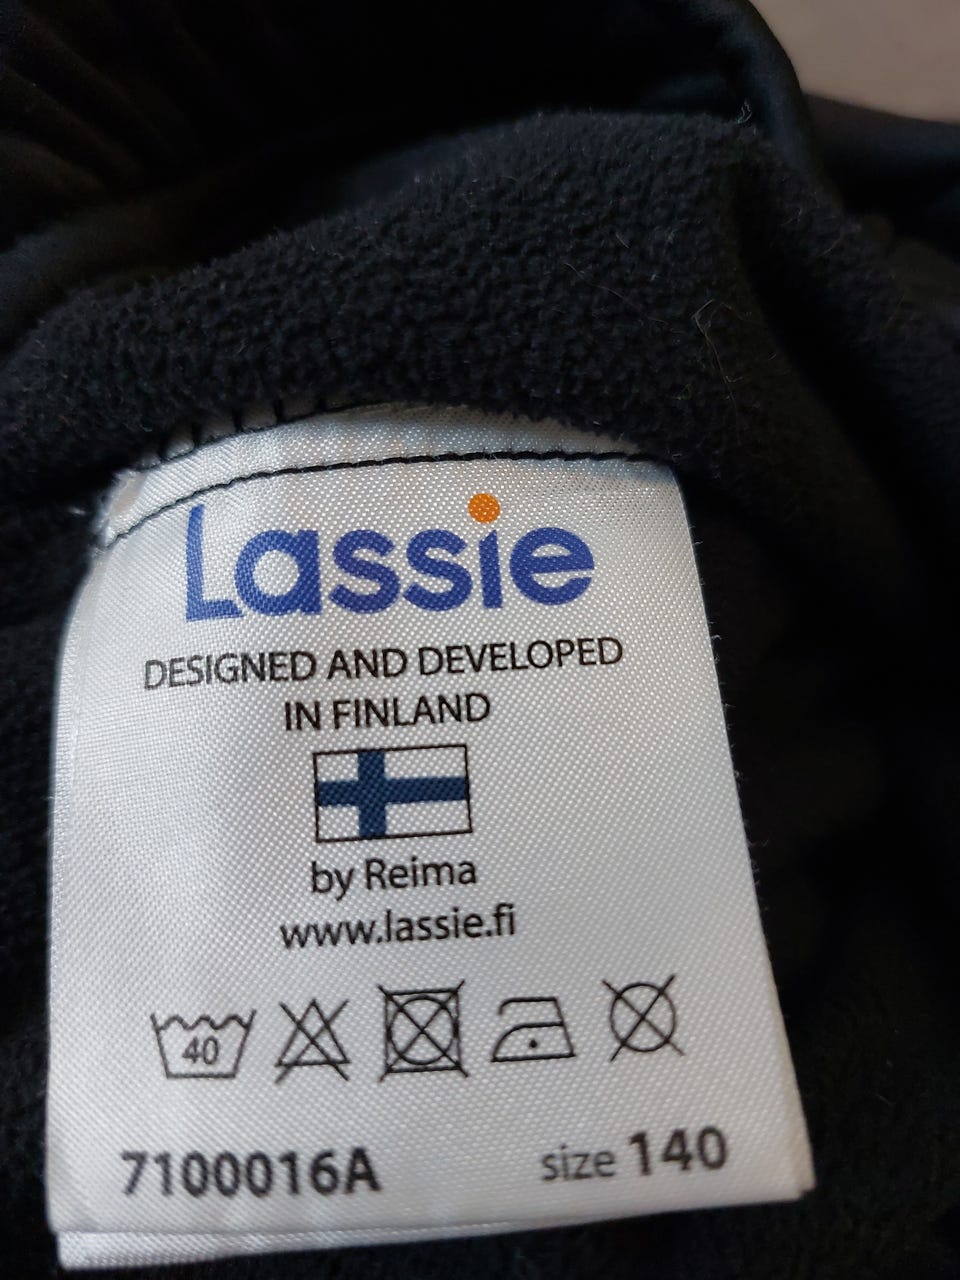 Lassie
DESIGNED AND DEVELOPED
IN FINLAND
by Reima
www.lassie.fi
40
7100016A size 140